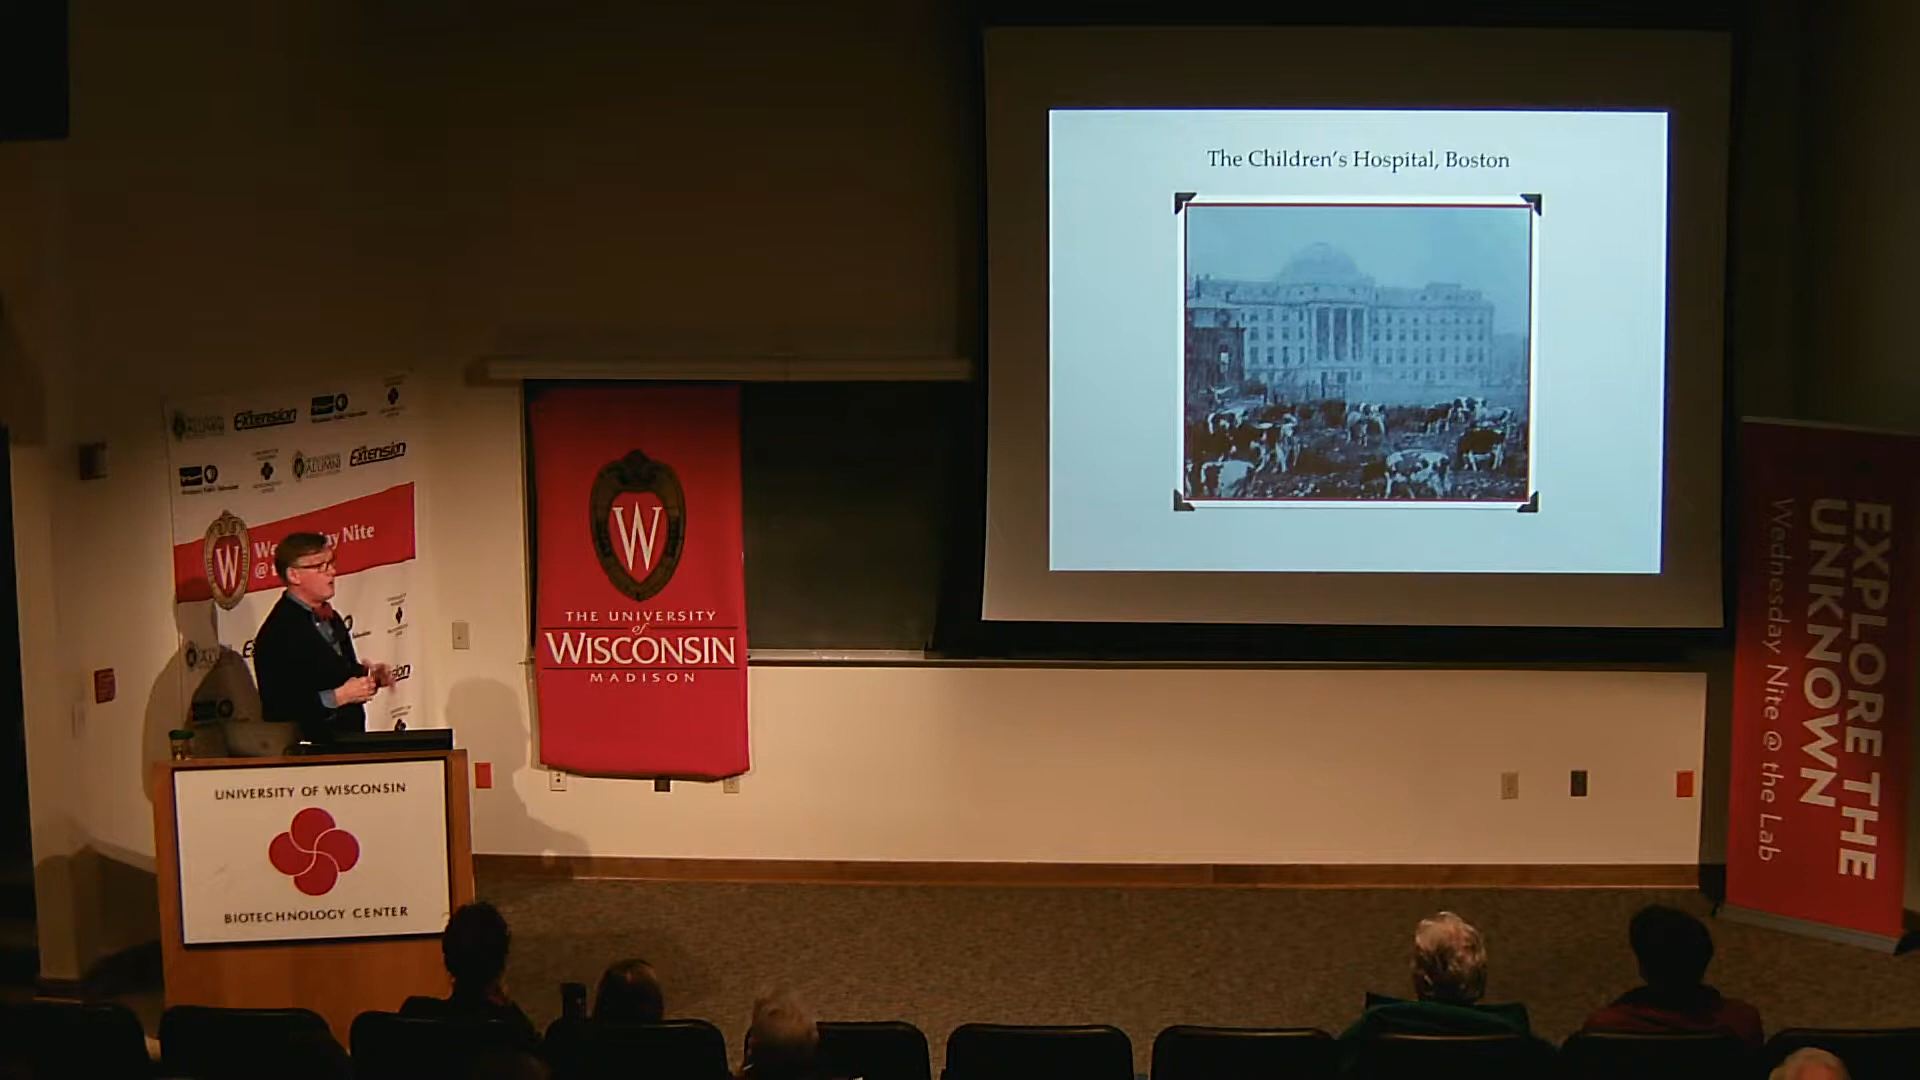 The Children's Hospital, Boston
Extension
ALUMNI
Extension
W
Nite
@
W
THE UNIVERSITY
of
WISCONSIN
MADISON
UNIVERSITY OF WISCONSIN
BIOTECHNOLOGY CENTER
EXPLORE THE
UNKNOWN
Wednesday Nite @ the Lab